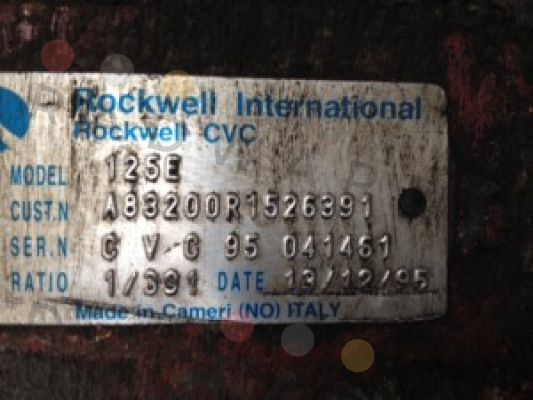 Rockwell International
Rockwell CVC
MODEL 125E
CUST.N A83200R1526391
SER.N C V C 95 041461
RATIO 1/391 DATE 13/12/95
Made in Cameri (NO) ITALY